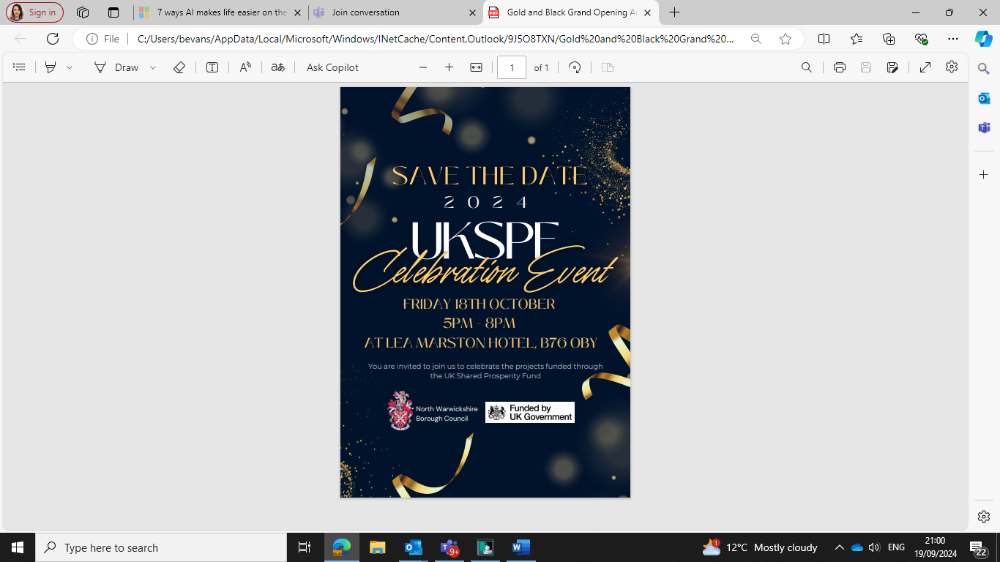 Sign in
7 ways AI makes life easier on the
Join conversation
Gold and Black Grand Opening A
File
C:/Users/bevans/AppData/Local/Microsoft/Windows/INetCache/Content.Outlook/9J5O8TXN/Gold%20and%20Black%20Grand%20...
Draw
Ask Copilot
1
of 1
SAVE THE DATE
2024
UKSPF
Celebration Event
FRIDAY 18TH OCTOBER
5PM - 8PM
AT LEA MARSTON HOTEL, B76 0BY
You are invited to join us to celebrate the projects funded through
the UK Shared Prosperity Fund
North Warwickshire
Borough Council
Funded by
UK Government
Type here to search
9+
1
12°C Mostly cloudy
ENG
21:00
19/09/2024
22